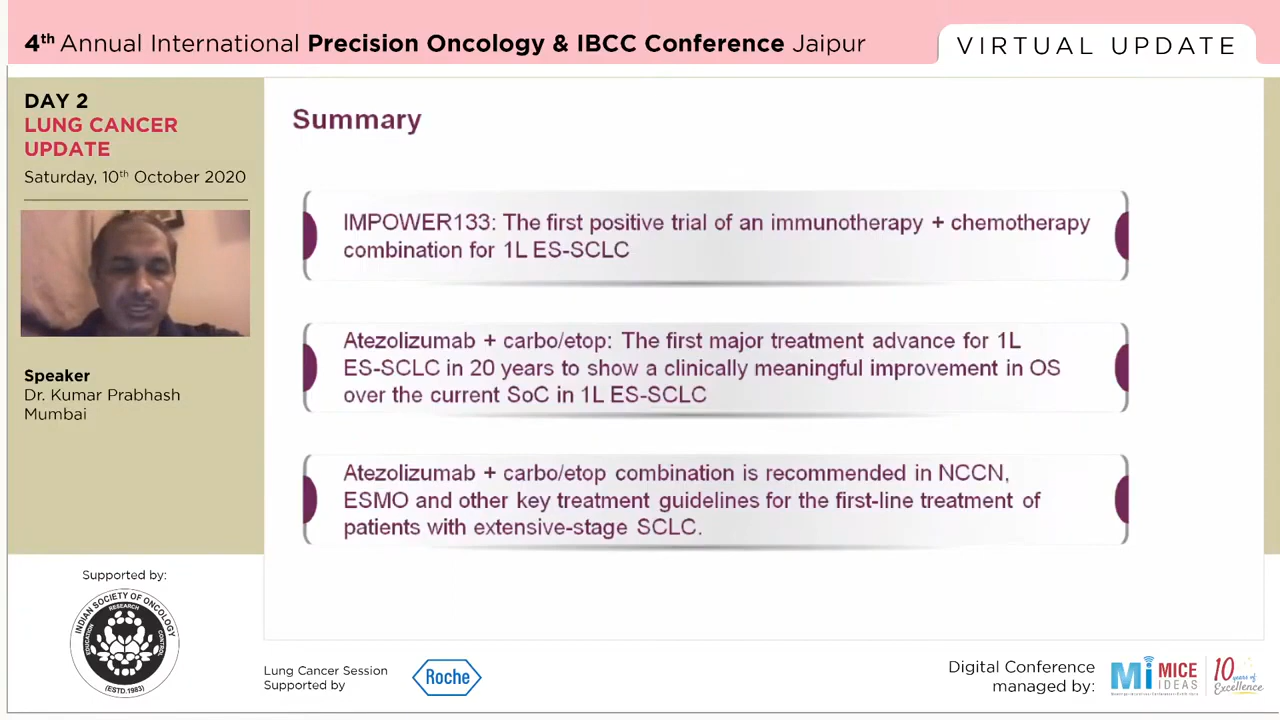 4th Annual International Precision Oncology & IBCC Conference Jaipur
VIRTUAL UPDATE
DAY 2
LUNG CANCER
UPDATE
Saturday, 10th October 2020
Speaker
Dr. Kumar Prabhash
Mumbai
Summary
IMPOWER133: The first positive trial of an immunotherapy + chemotherapy
combination for 1L ES-SCLC
Atezolizumab + carbo/etop: The first major treatment advance for 1L
ES-SCLC in 20 years to show a clinically meaningful improvement in OS
over the current SoC in 1L ES-SCLC
Atezolizumab + carbo/etop combination is recommended in NCCN,
ESMO and other key treatment guidelines for the first-line treatment of
patients with extensive-stage SCLC.
Supported by:
INDIAN SOCIETY OF ONCOLOGY
RESEARCH
EDUCATION
CONTROL
(ESTD.1983)
Lung Cancer Session
Supported by
Roche
Digital Conference
managed by:
Mi MICE
IDEAS
10 years of
Excellence